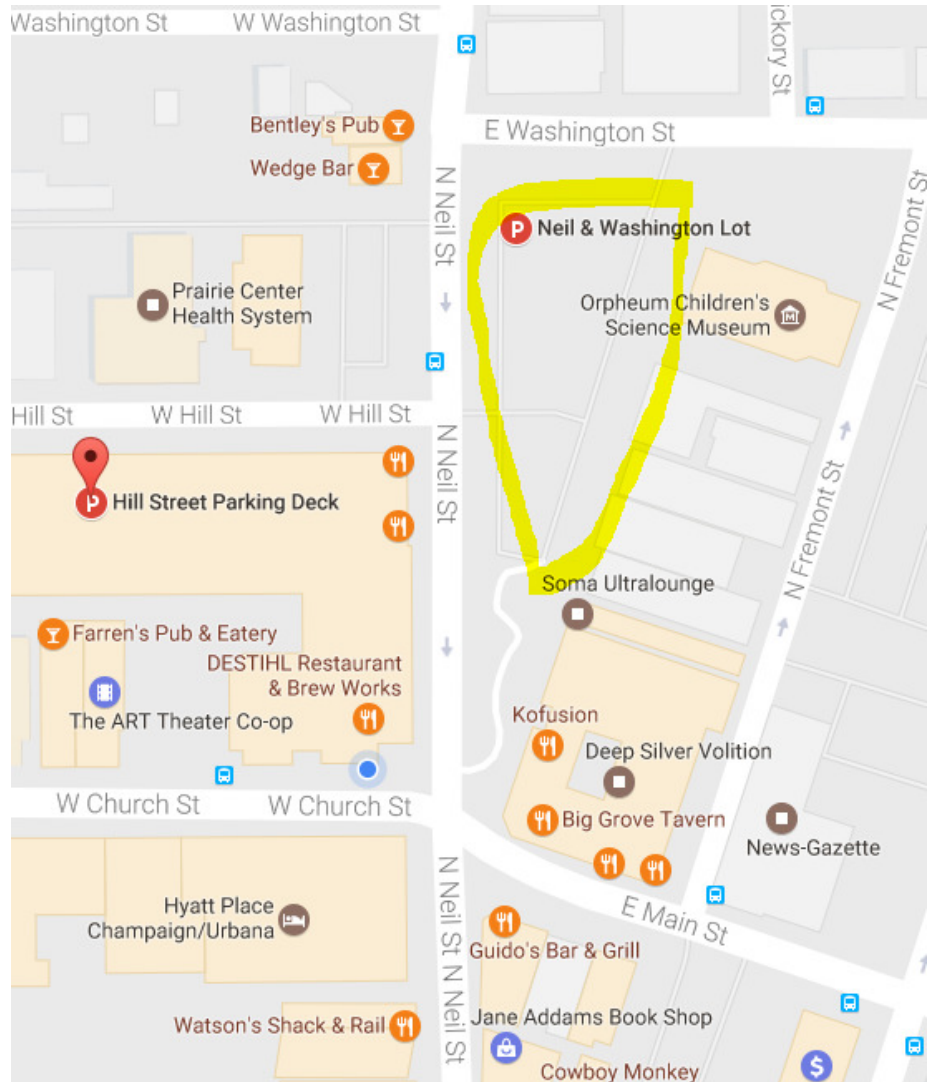 Washington St
W Washington St
ickory St
Bentley's Pub
E Washington St
Wedge Bar
N Neil St
N Fremont St
P
Neil & Washington Lot
Prairie Center
Health System
Orpheum Children's
Science Museum
M
Hill St
W Hill St
W Hill St
N Neil St
P
Hill Street Parking Deck
N Fremont St
Soma Ultralounge
Farren's Pub & Eatery
DESTIHL Restaurant
& Brew Works
The ART Theater Co-op
Kofusion
Deep Silver Volition
W Church St
W Church St
Big Grove Tavern
News-Gazette
E Main St
Hyatt Place
Champaign/Urbana
N Neil St
N Neil St
Guido's Bar & Grill
Watson's Shack & Rail
Jane Addams Book Shop
Cowboy Monkey
$